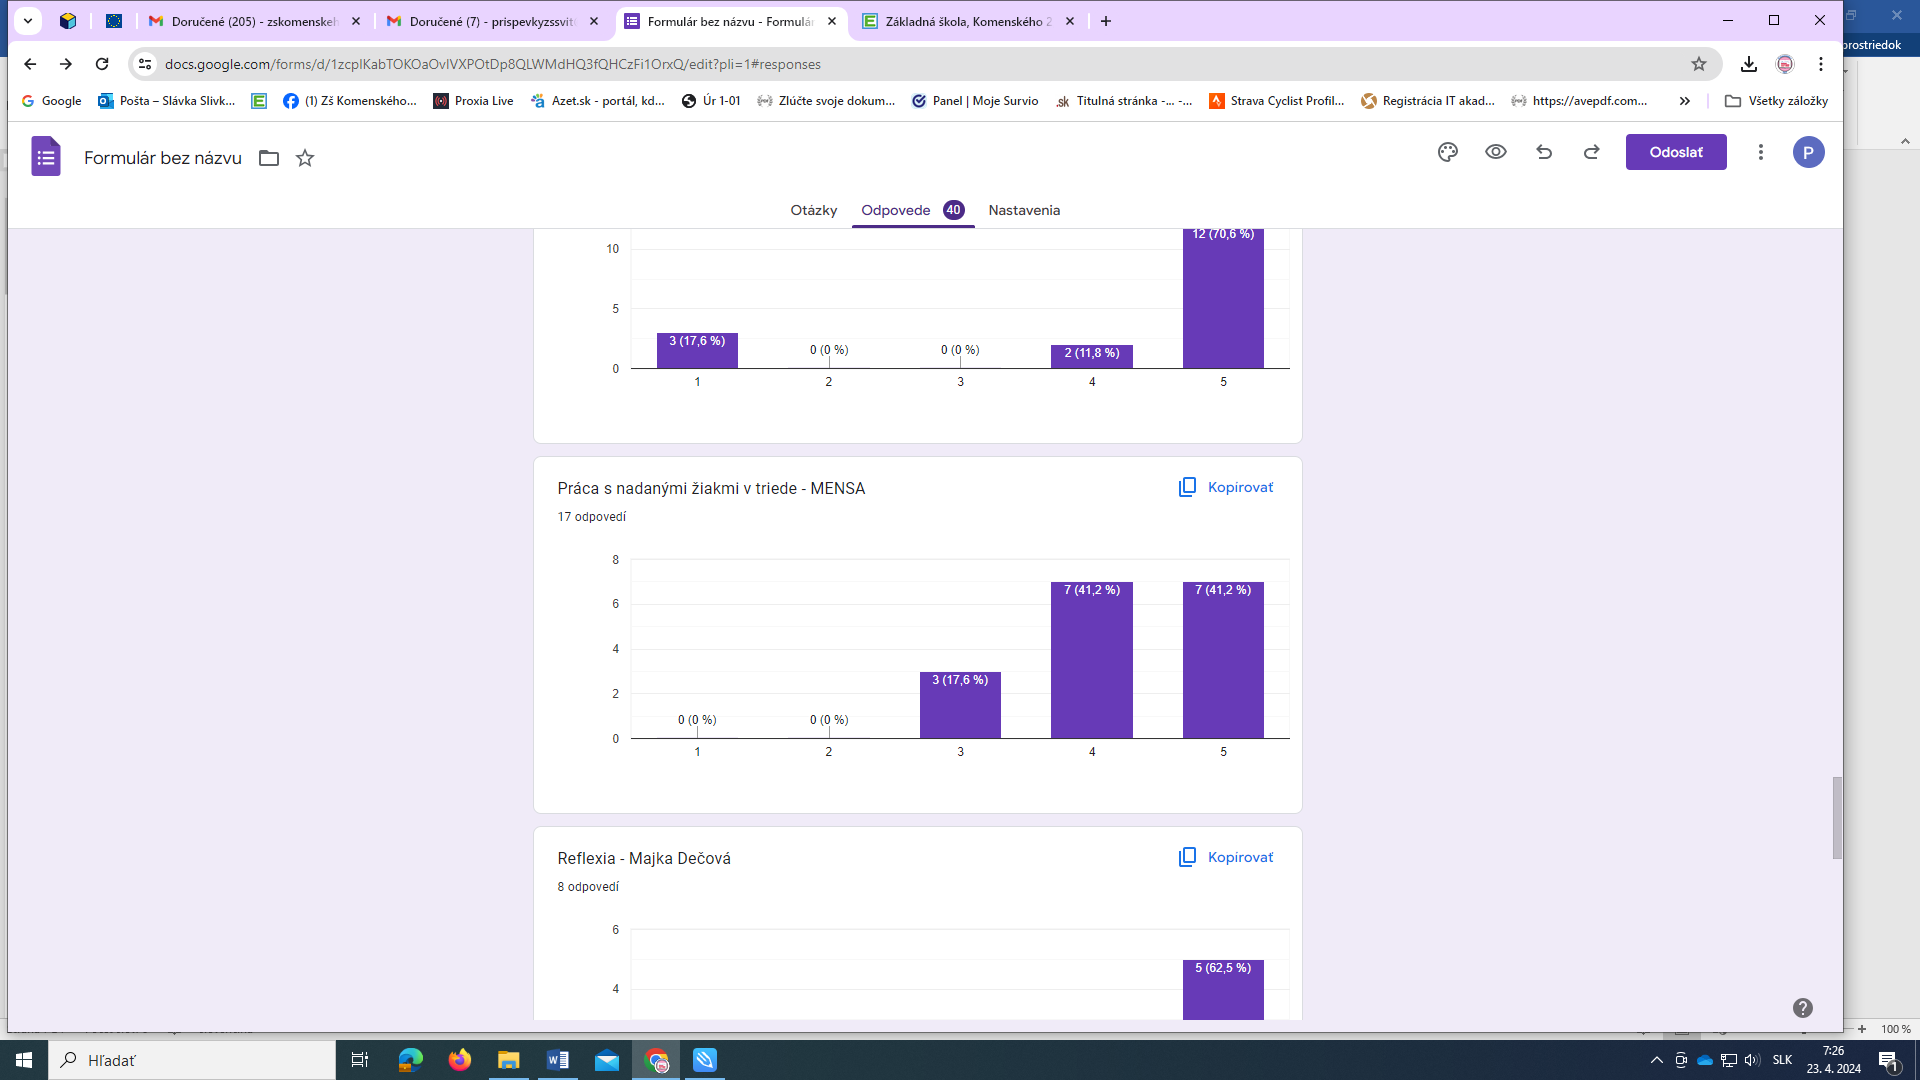 Doručené (205) - zskomenskeh
Doručené (7) - prispevkyzssvit
Formulár bez názvu - Formulár
Základná škola, Komenského 2
prostriedok
docs.google.com/forms/d/1zcplKabTOKOaOvlVXPOtDp8QLWMdHQ3fQHCzFi1OrxQ/edit?pli=1#responses
Google
Pošta – Slávka Slivk...
(1) Zš Komenského...
Proxia Live
Azet.sk - portál, kd...
Úr 1-01
Zlúčte svoje dokum...
Panel | Moje Survio
.sk Titulná stránka -... -...
Strava Cyclist Profil...
Registrácia IT akad...
https://avepdf.com...
Všetky záložky
Formulár bez názvu
Odoslať
P
Otázky
Odpovede 40
Nastavenia
12 (70,6 %)
10
5
3 (17,6 %)
0 (0 %)
0 (0 %)
2 (11,8 %)
0
1 2 3 4 5
Práca s nadanými žiakmi v triede - MENSA
Kopírovať
17 odpovedí
8
7 (41,2 %)
7 (41,2 %)
6
4
3 (17,6 %)
2
0 (0 %)
0 (0 %)
0
1 2 3 4 5
Reflexia - Majka Dečová
Kopírovať
8 odpovedí
6
5 (62,5 %)
4
100 %
Hľadať
SLK
7:26
23. 4. 2024
1